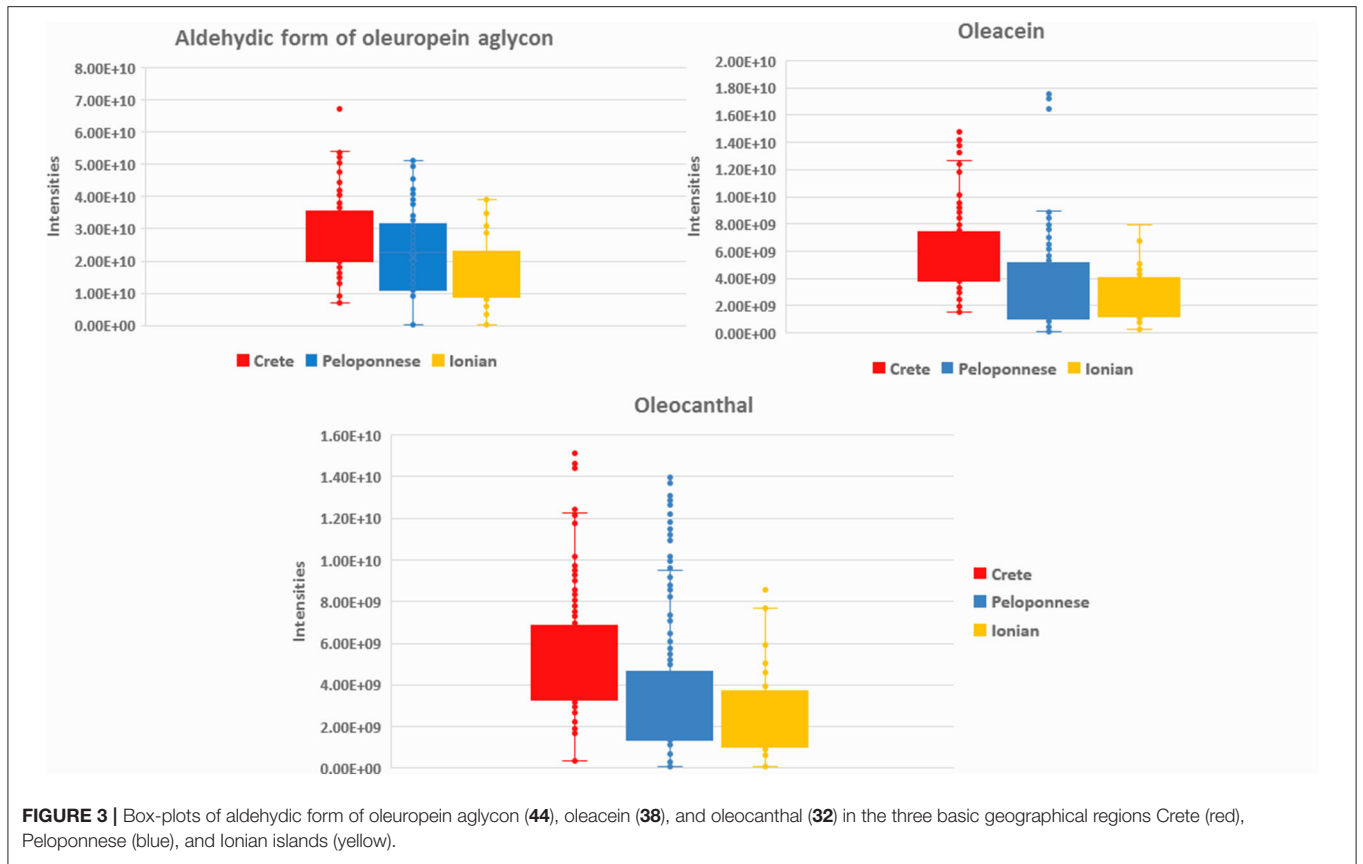 Aldehydic form of oleuropein aglycon
8.00E+10
7.00E+10
6.00E+10
5.00E+10
4.00E+10
3.00E+10
2.00E+10
1.00E+10
0.00E+00
Intensities
Crete Peloponnese Ionian
Oleacein
2.00E+10
1.80E+10
1.60E+10
1.40E+10
1.20E+10
1.00E+10
8.00E+09
6.00E+09
4.00E+09
2.00E+09
0.00E+00
Intensities
Crete Peloponnese Ionian
Oleocanthal
1.60E+10
1.40E+10
1.20E+10
1.00E+10
8.00E+09
6.00E+09
4.00E+09
2.00E+09
0.00E+00
Intensities
Crete
Peloponnese
Ionian
FIGURE 3 | Box-plots of aldehydic form of oleuropein aglycon (44), oleacein (38), and oleocanthal (32) in the three basic geographical regions Crete (red),
Peloponnese (blue), and Ionian islands (yellow).